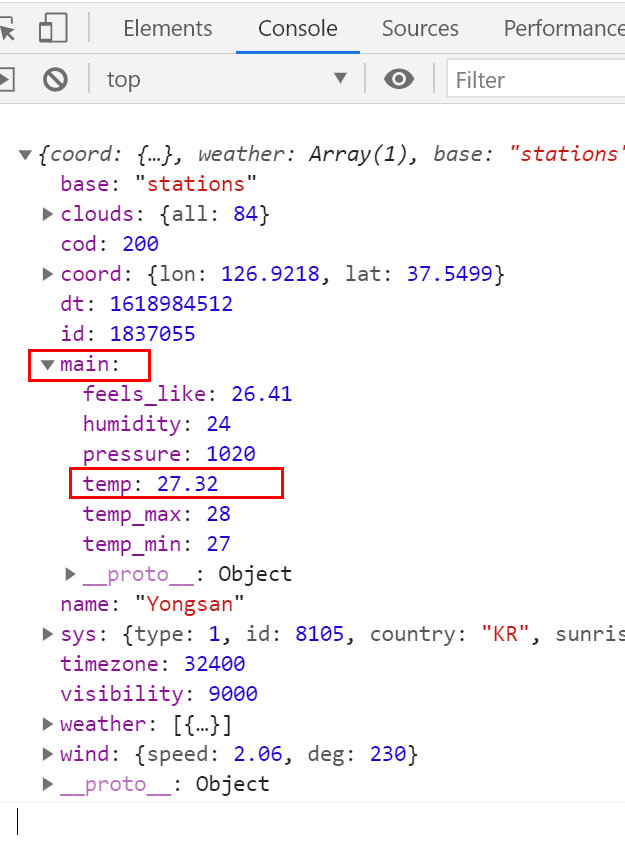 Elements Console Sources Performance
top Filter
{coord: {…}, weather: Array(1), base: "stations"
base: "stations"
clouds: {all: 84}
cod: 200
coord: {lon: 126.9218, lat: 37.5499}
dt: 1618984512
id: 1837055
main:
feels_like: 26.41
humidity: 24
pressure: 1020
temp: 27.32
temp_max: 28
temp_min: 27
__proto__: Object
name: "Yongsan"
sys: {type: 1, id: 8105, country: "KR", sunris
timezone: 32400
visibility: 9000
weather: [{…}]
wind: {speed: 2.06, deg: 230}
__proto__: Object